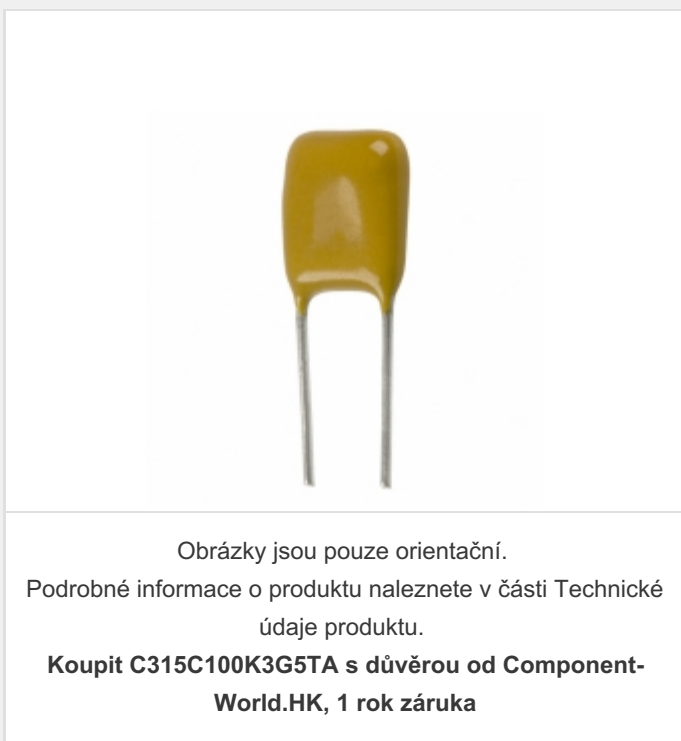 Obrázky jsou pouze orientační.
Podrobné informace o produktu naleznete v části Technické
údaje produktu.
Koupit C315C100K3G5TA s důvěrou od Component-
World.HK, 1 rok záruka